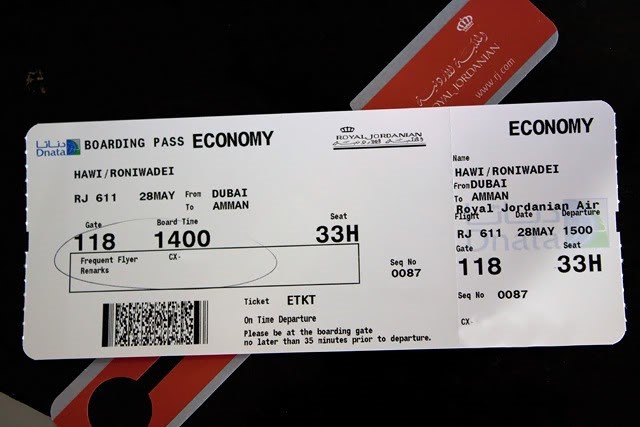 الملكية الأردنية
ROYAL JORDANIAN
www.rj.com
دناتا
Dnata
BOARDING PASS ECONOMY
ROYAL JORDANIAN
HAWI/RONIWADEI
RJ 611 28MAY From DUBAI
To AMMAN
Gate Board Time Seat
118 1400 33H
Frequent Flyer CX-
Remarks
Seq No
0087
Ticket ETKT
On Time Departure
Please be at the boarding gate
no later than 35 minutes prior to departure.
ECONOMY
Name
HAWI/RONIWADEI
From DUBAI
To AMMAN
Royal Jordanian Air
Flight Date Departure
RJ 611 28MAY 1500
دناتا
Dnata
Gate Seat
118 33H
Seq No 0087
CX-